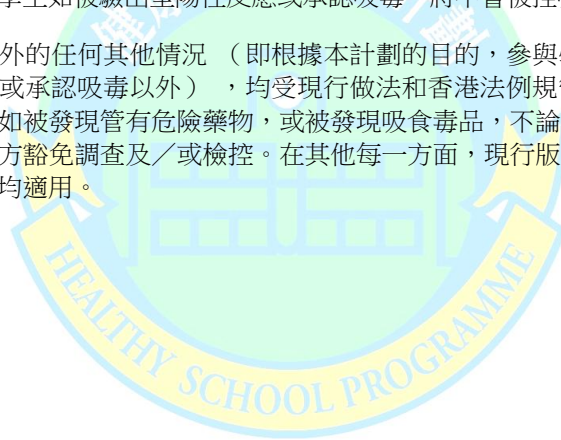 學生如被驗出呈陽性反應或承認吸毒，將不會被控
外的任何其他情況 （即根據本計劃的目的，參與
或承認吸毒以外） ，均受現行做法和香港法例規
如被發現管有危險藥物，或被發現吸食毒品，不論
方豁免調查及／或檢控。在其他每一方面，現行版
均適用。
HEALTHY SCHOOL PROGRAMME